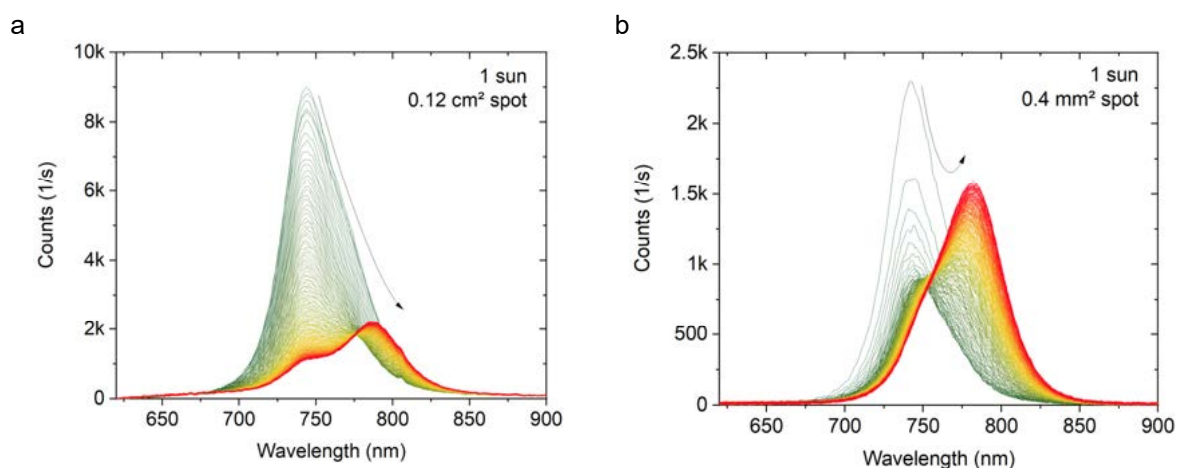 a
10k
8k
6k
4k
2k
0
Counts (1/s)
1 sun
0.12 cm² spot
650 700 750 800 850 900
Wavelength (nm)
b
2.5k
2k
1.5k
1k
500
0
Counts (1/s)
1 sun
0.4 mm² spot
650 700 750 800 850 900
Wavelength (nm)